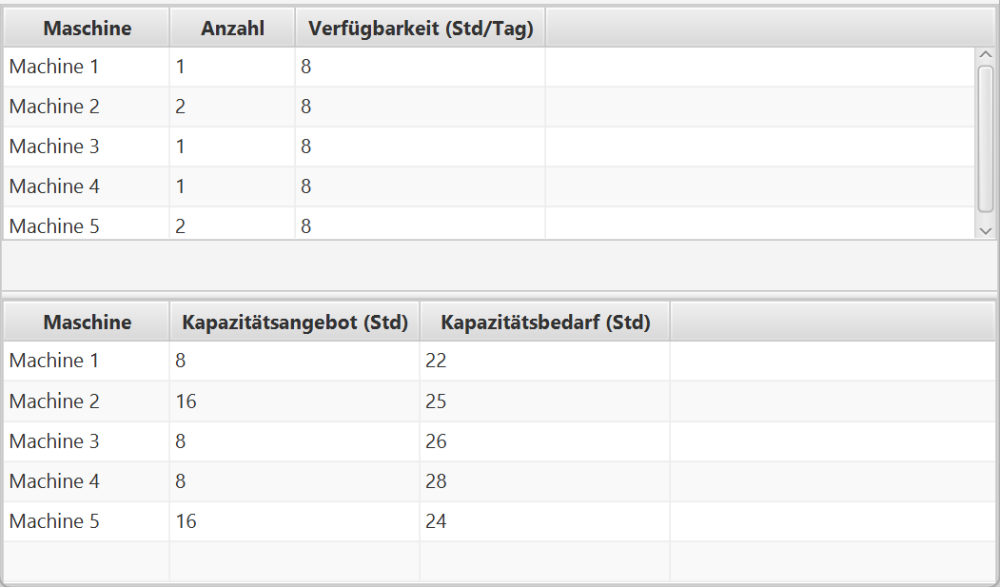 Maschine Anzahl Verfügbarkeit (Std/Tag)
Machine 1 1 8
Machine 2 2 8
Machine 3 1 8
Machine 4 1 8
Machine 5 2 8
Maschine Kapazitätsangebot (Std) Kapazitätsbedarf (Std)
Machine 1 8 22
Machine 2 16 25
Machine 3 8 26
Machine 4 8 28
Machine 5 16 24